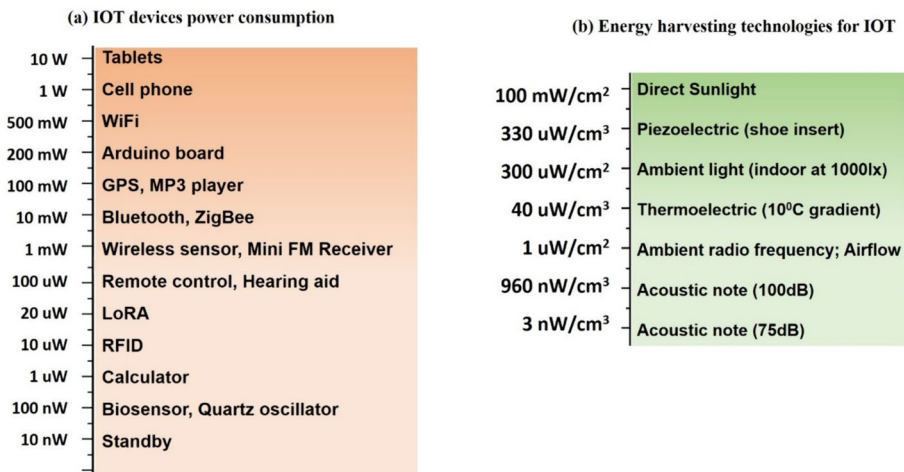 (a) IOT devices power consumption
10 W Tablets
1 W Cell phone
500 mW WiFi
200 mW Arduino board
100 mW GPS, MP3 player
10 mW Bluetooth, ZigBee
1 mW Wireless sensor, Mini FM Receiver
100 uW Remote control, Hearing aid
20 uW LoRA
10 uW RFID
1 uW Calculator
100 nW Biosensor, Quartz oscillator
10 nW Standby
(b) Energy harvesting technologies for IOT
100 mW/cm² Direct Sunlight
330 uW/cm³ Piezoelectric (shoe insert)
300 uW/cm² Ambient light (indoor at 1000lx)
40 uW/cm³ Thermoelectric (10⁰C gradient)
1 uW/cm² Ambient radio frequency; Airflow
960 nW/cm³ Acoustic note (100dB)
3 nW/cm³ Acoustic note (75dB)